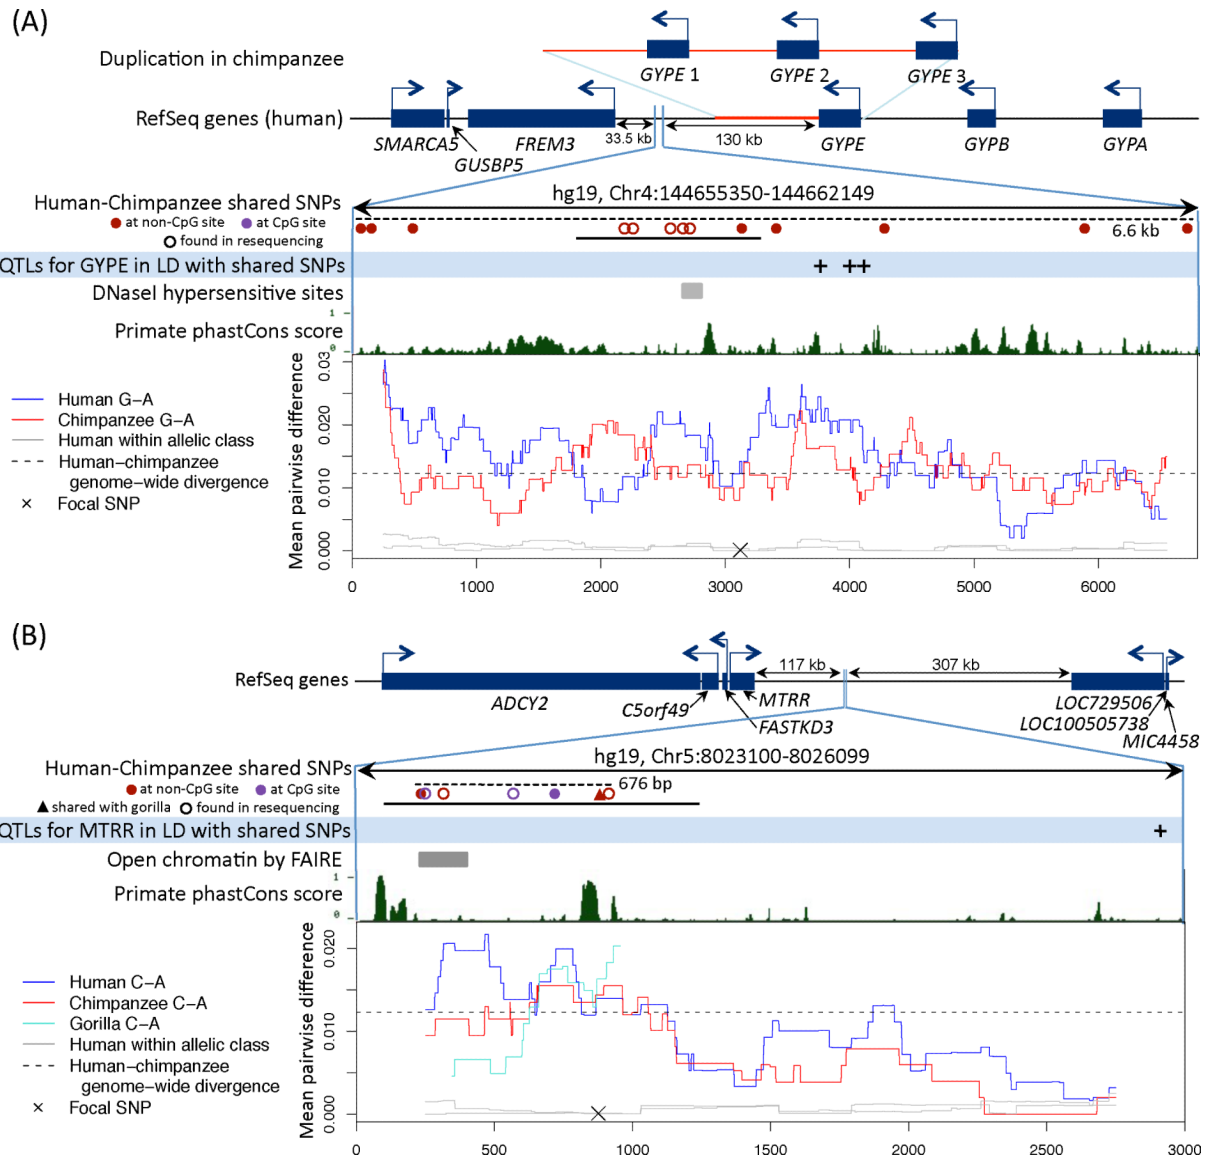 (A)
Duplication in chimpanzee
GYPE 1
GYPE 2
GYPE 3
RefSeq genes (human)
SMARCA5
GUSBP5
FREM3
33.5 kb
130 kb
GYPE
GYPB
GYPA
Human-Chimpanzee shared SNPs
hg19, Chr4:144655350-144662149
at non-CpG site
at CpG site
found in resequencing
6.6 kb
QTLs for GYPE in LD with shared SNPs
+ ++
DNaseI hypersensitive sites
Primate phastCons score
1
0
Human G−A
Chimpanzee G−A
Human within allelic class
Human−chimpanzee
genome−wide divergence
× Focal SNP
Mean pairwise difference
0.000 0.010 0.020 0.03
0 1000 2000 3000 4000 5000 6000
(B)
RefSeq genes
ADCY2
C5orf49
FASTKD3
MTRR
117 kb
307 kb
LOC729506
LOC100505738
MIC4458
Human-Chimpanzee shared SNPs
hg19, Chr5:8023100-8026099
at non-CpG site
at CpG site
shared with gorilla
found in resequencing
676 bp
QTLs for MTRR in LD with shared SNPs
+
Open chromatin by FAIRE
Primate phastCons score
1
0
Human C−A
Chimpanzee C−A
Gorilla C−A
Human within allelic class
Human−chimpanzee
genome−wide divergence
× Focal SNP
Mean pairwise difference
0.000 0.010 0.020
0 500 1000 1500 2000 2500 3000